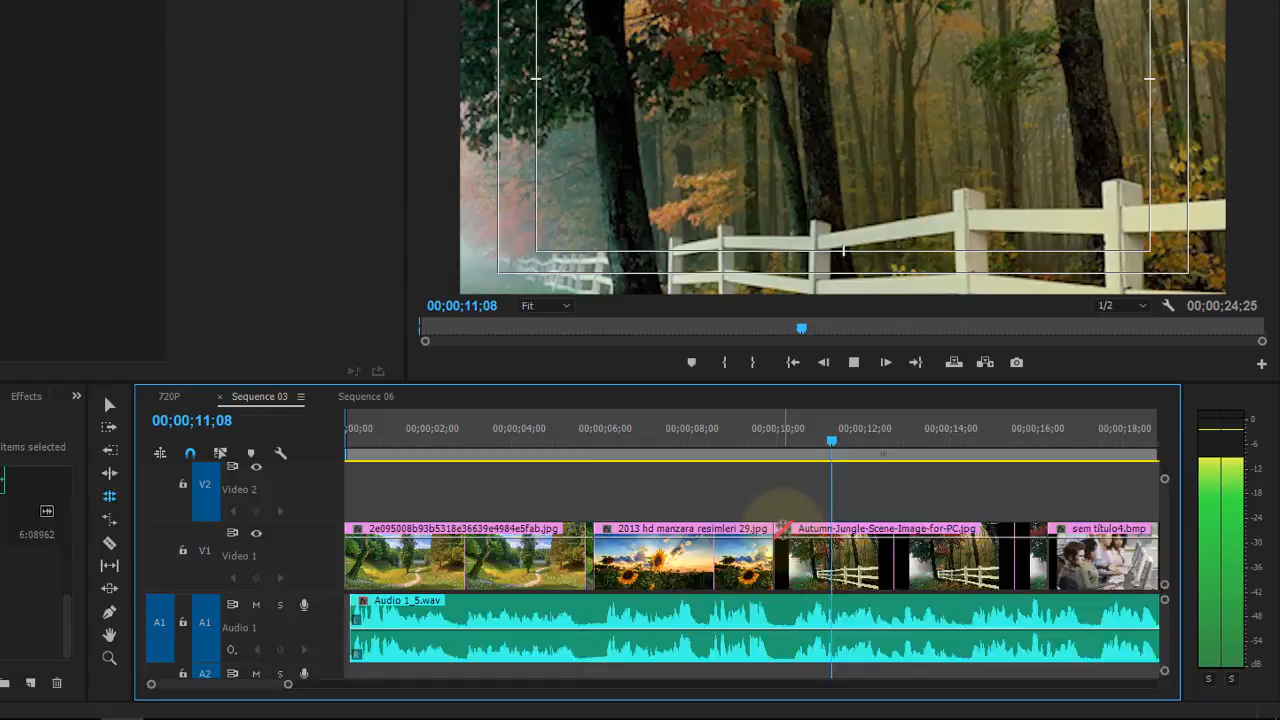 00;00;11;08
Fit
1/2
00;00;24;25
Effects
items selected
6:08962
720P
×
Sequence 03
Sequence 06
00;00;11;08
;00;00
00;00;02;00
00;00;04;00
00;00;06;00
00;00;08;00
00;00;10;00
00;00;12;00
00;00;14;00
00;00;16;00
00;00;18;00
V2
Video 2
V1
Video 1
2e095008b93b5318e36639e4984e5fab.jpg
2013 hd manzara resimleri 29.jpg
Autumn-Jungle-Scene-Image-for-PC.jpg
sem título4.bmp
A1
A1
M
S
Audio 1
Audio 1_5.wav
L
R
A2
M
S
0
-6
-12
-18
-24
-30
-36
-42
-48
-54
dB
S
S